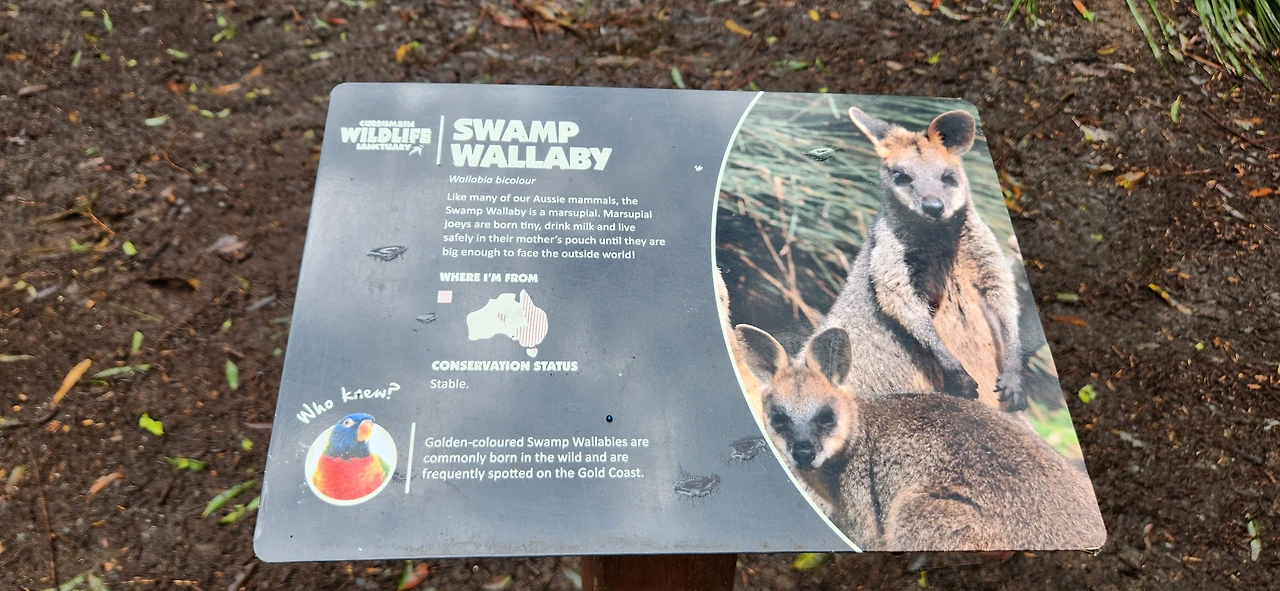 CURRUMBIN
WILDLIFE
SANCTUARY
SWAMP
WALLABY
Wallabia bicolour
Like many of our Aussie mammals, the
Swamp Wallaby is a marsupial. Marsupial
joeys are born tiny, drink milk and live
safely in their mother's pouch until they are
big enough to face the outside world!
WHERE I'M FROM
CONSERVATION STATUS
Stable.
Who knew?
Golden-coloured Swamp Wallabies are
commonly born in the wild and are
frequently spotted on the Gold Coast.